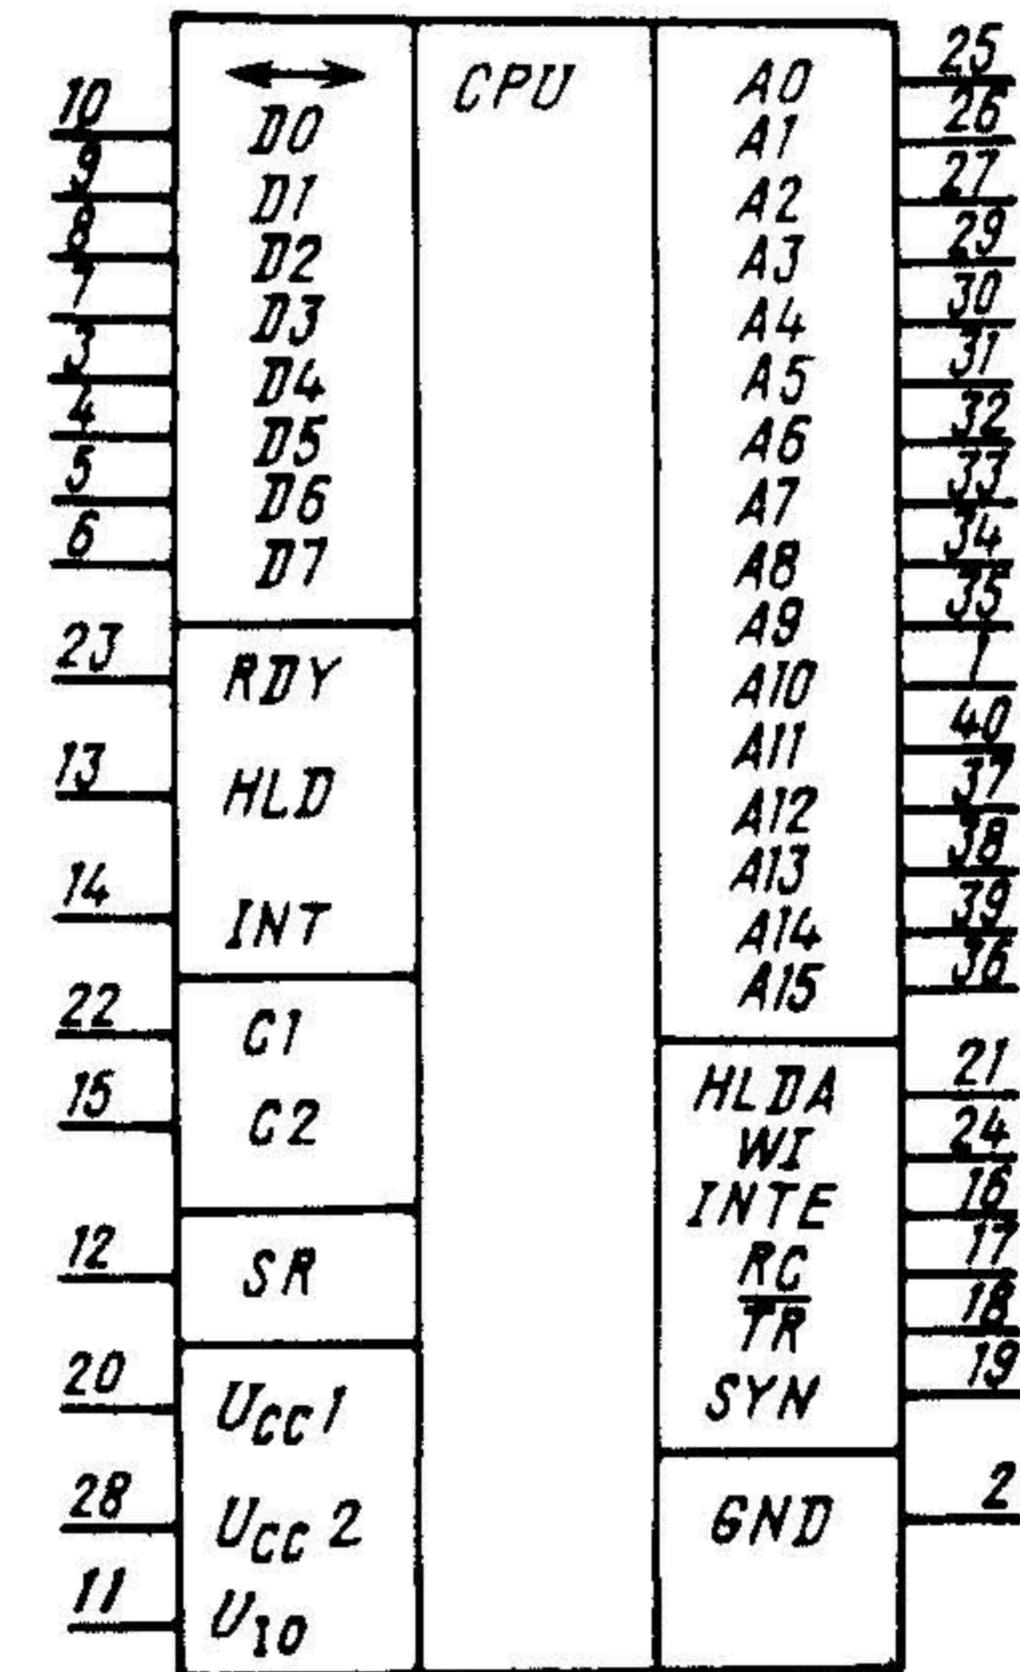 10 D0
9 D1
8 D2
7 D3
3 D4
4 D5
5 D6
6 D7
23 RDY
13 HLD
14 INT
22 C1
15 C2
12 SR
20 UCC1
28 UCC2
11 UIO
CPU
A0 25
A1 26
A2 27
A3 29
A4 30
A5 31
A6 32
A7 33
A8 34
A9 35
A10 1
A11 40
A12 37
A13 38
A14 39
A15 36
HLDA 21
WI 24
INTE 16
RC 17
T̅R̅ 18
SYN 19
GND 2